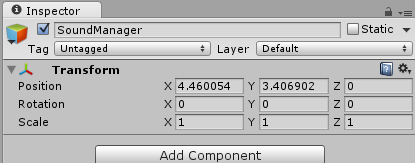 Inspector
SoundManager Static
Tag Untagged Layer Default
Transform
Position X 4.460054 Y 3.406902 Z 0
Rotation X 0 Y 0 Z 0
Scale X 1 Y 1 Z 1
Add Component